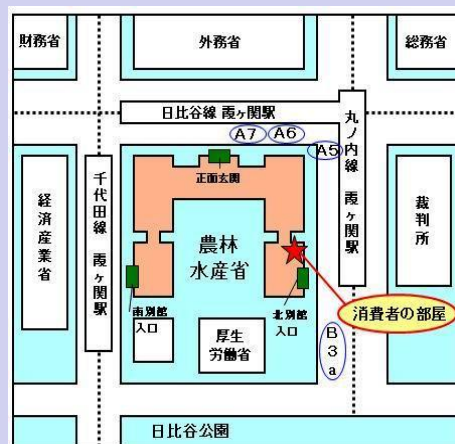 財務省
外務省
総務省
日比谷線 霞ヶ関駅
A7
A6
A5
丸ノ内線 霞ヶ関駅
正面玄関
経済産業省
千代田線 霞ヶ関駅
農林
水産省
裁判所
消費者の部屋
南別館
入口
北別館
入口
厚生
労働省
B3a
日比谷公園